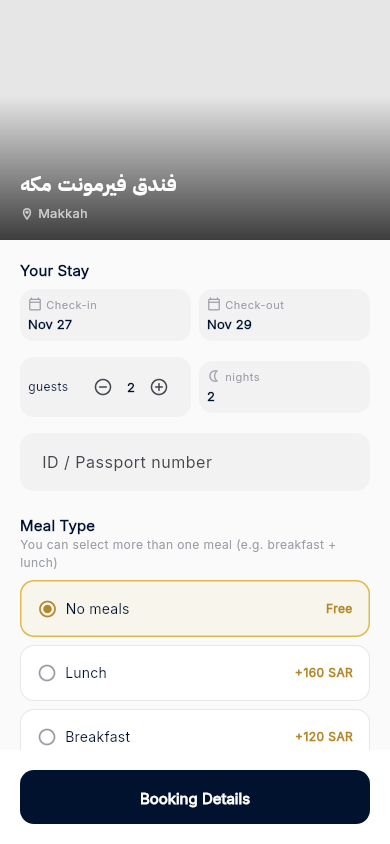 فندق فيرمونت مكه
Makkah
Your Stay
Check-in
Nov 27
Check-out
Nov 29
guests
2
nights
2
ID / Passport number
Meal Type
You can select more than one meal (e.g. breakfast +
lunch)
No meals
Free
Lunch
+160 SAR
Breakfast
+120 SAR
Booking Details